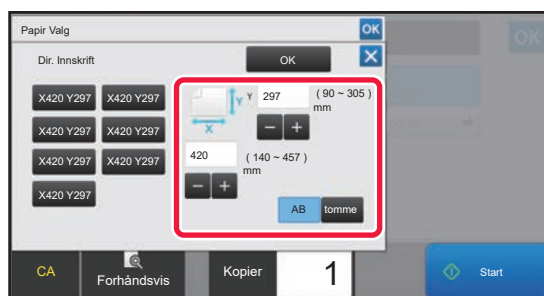 Papir Valg
OK
OK
Dir. Innskrift
OK
X420 Y297 X420 Y297
X420 Y297 X420 Y297
X420 Y297 X420 Y297
X420 Y297
Y
X
Y 297 ( 90 ~ 305 )
mm
− +
420 ( 140 ~ 457 )
mm
− +
AB tomme
CA
Forhåndsvis
Kopier
1
Start